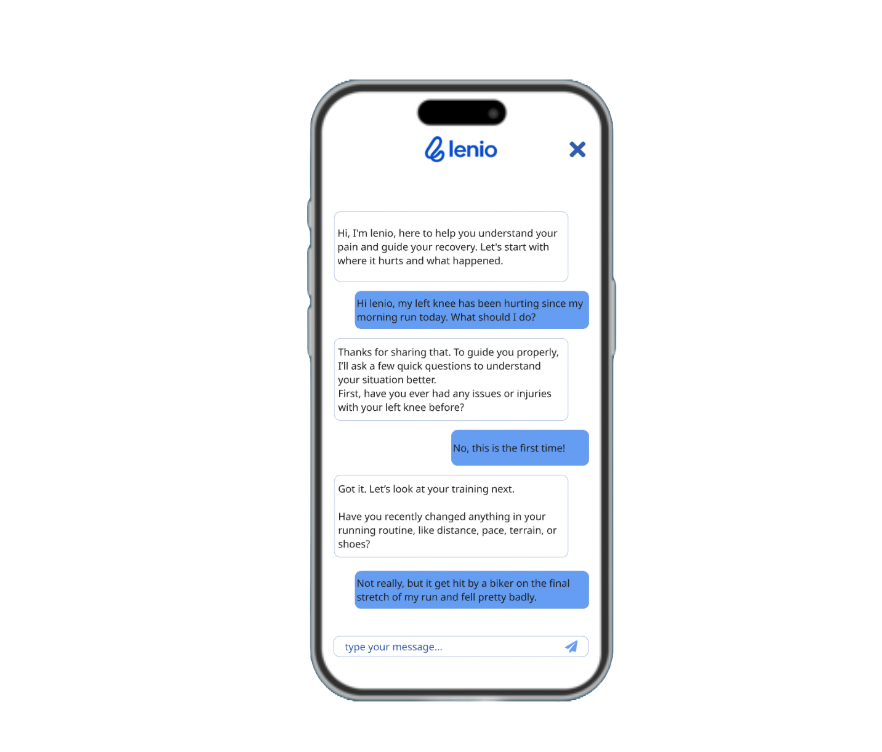 lenio
Hi, I'm lenio, here to help you understand your
pain and guide your recovery. Let's start with
where it hurts and what happened.
Hi lenio, my left knee has been hurting since my
morning run today. What should I do?
Thanks for sharing that. To guide you properly,
I'll ask a few quick questions to understand
your situation better.
First, have you ever had any issues or injuries
with your left knee before?
No, this is the first time!
Got it. Let's look at your training next.
Have you recently changed anything in your
running routine, like distance, pace, terrain, or
shoes?
Not really, but it get hit by a biker on the final
stretch of my run and fell pretty badly.
type your message...